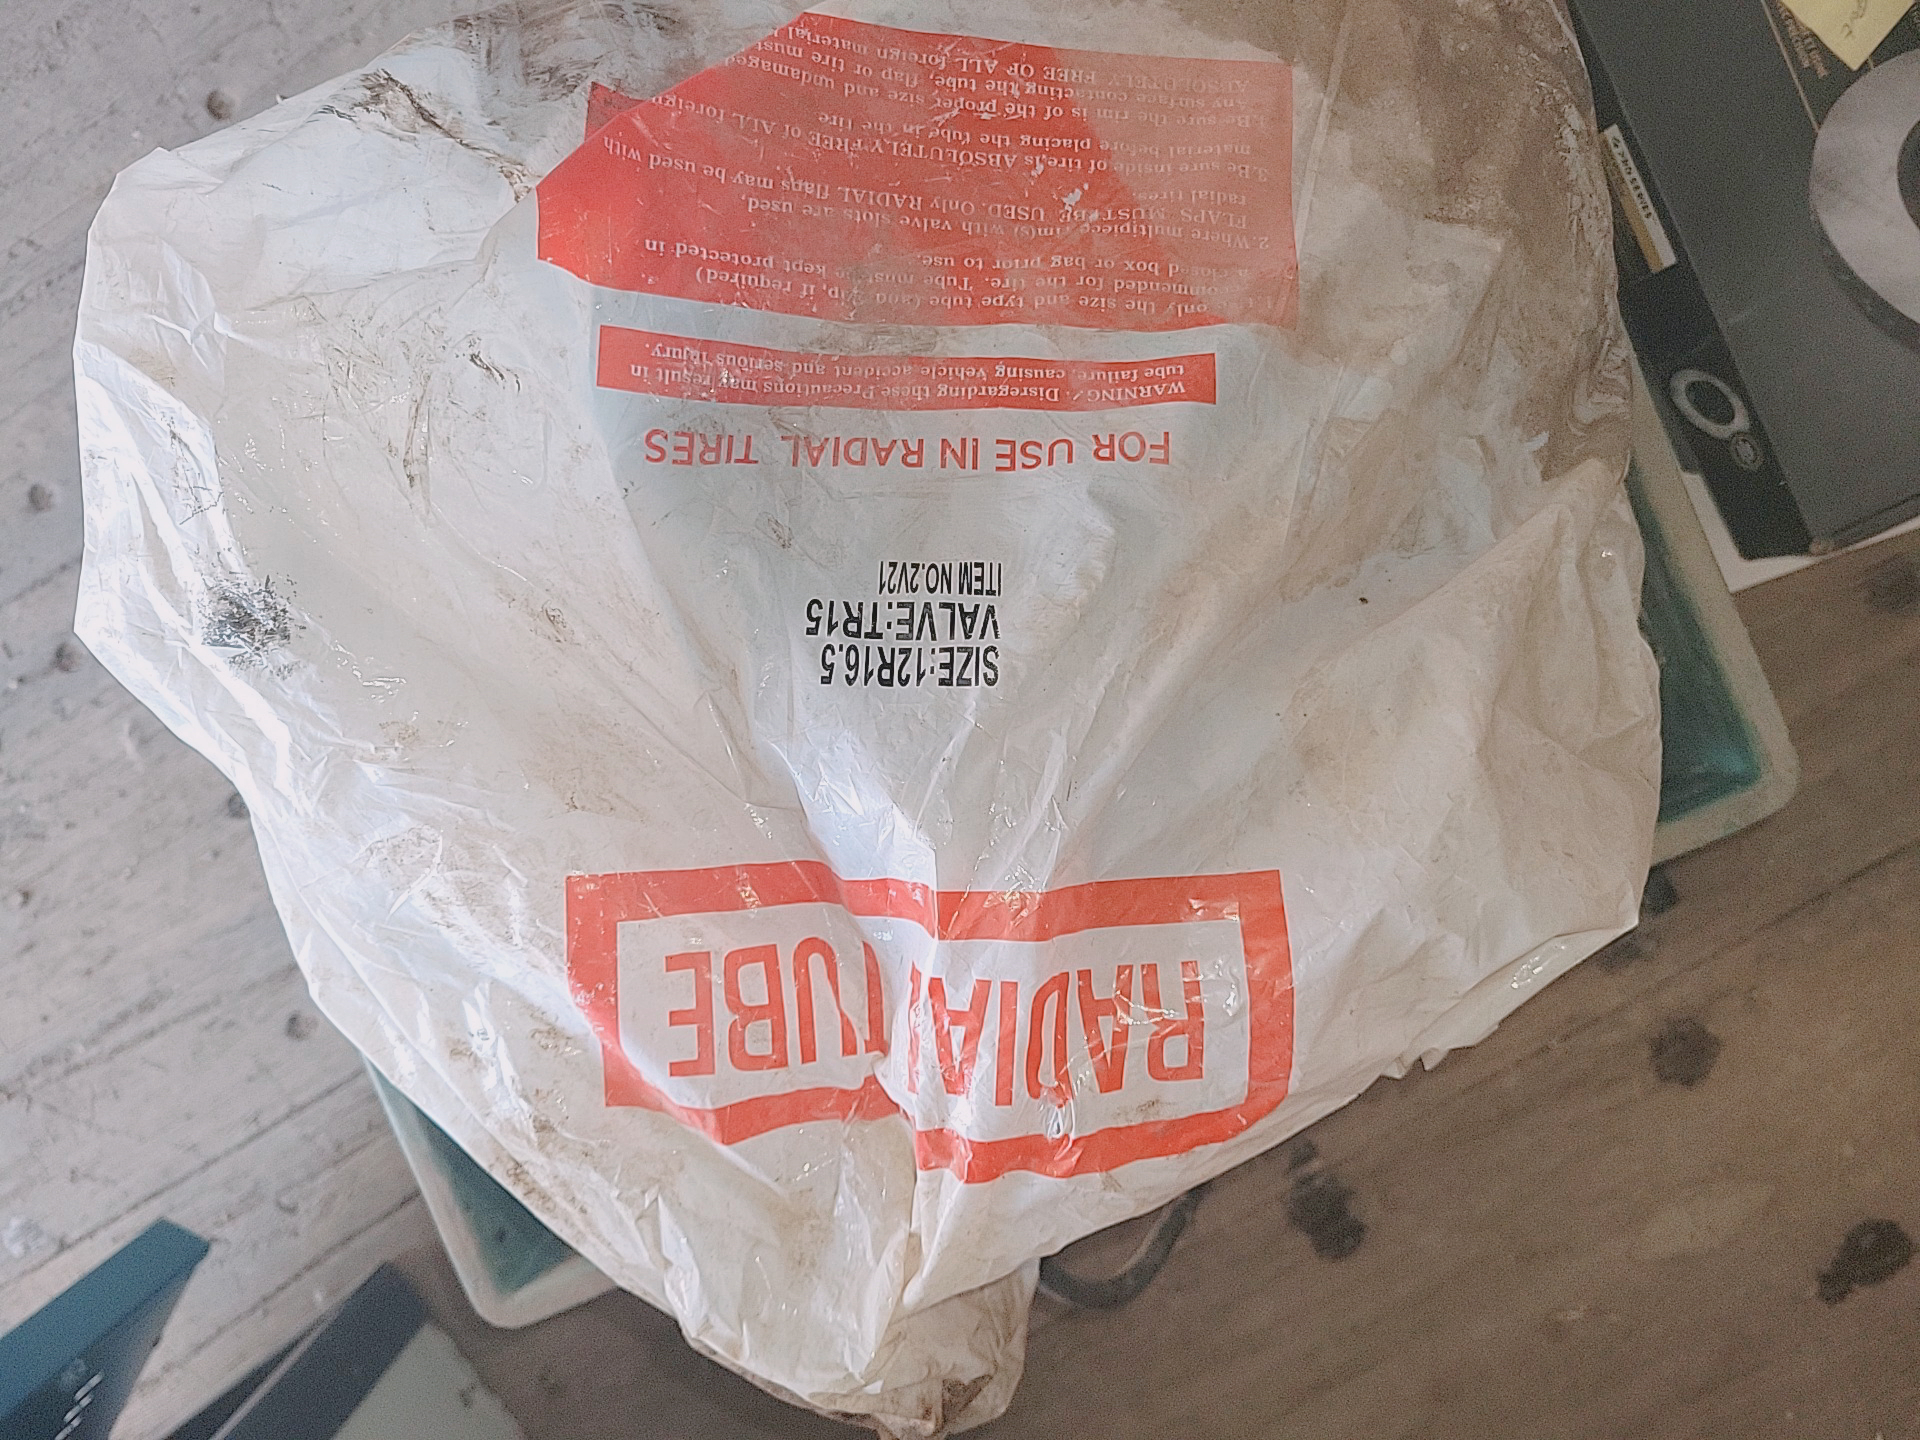 RADIAL TUBE
SIZE:12R16.5
VALVE:TR15
ITEM NO.2V21
FOR USE IN RADIAL TIRES
WARNING: Disregarding these Precautions may result in
tube failure, causing vehicle accident and serious injury.
only the size and type tube (and flap, if required)
recommended for the tire. Tube must be kept protected in
a closed box or bag prior to use.
2.Where multipiece rim(s) with valve slots are used,
FLAPS MUST BE USED. Only RADIAL flaps may be used with
radial tires.
3.Be sure inside of tire is ABSOLUTELY FREE of ALL foreign
material before placing the tube in the tire
4.Be sure the rim is of the proper size and undamaged
Any surface contacting the tube, flap or tire must
ABSOLUTELY FREE OF ALL foreign material